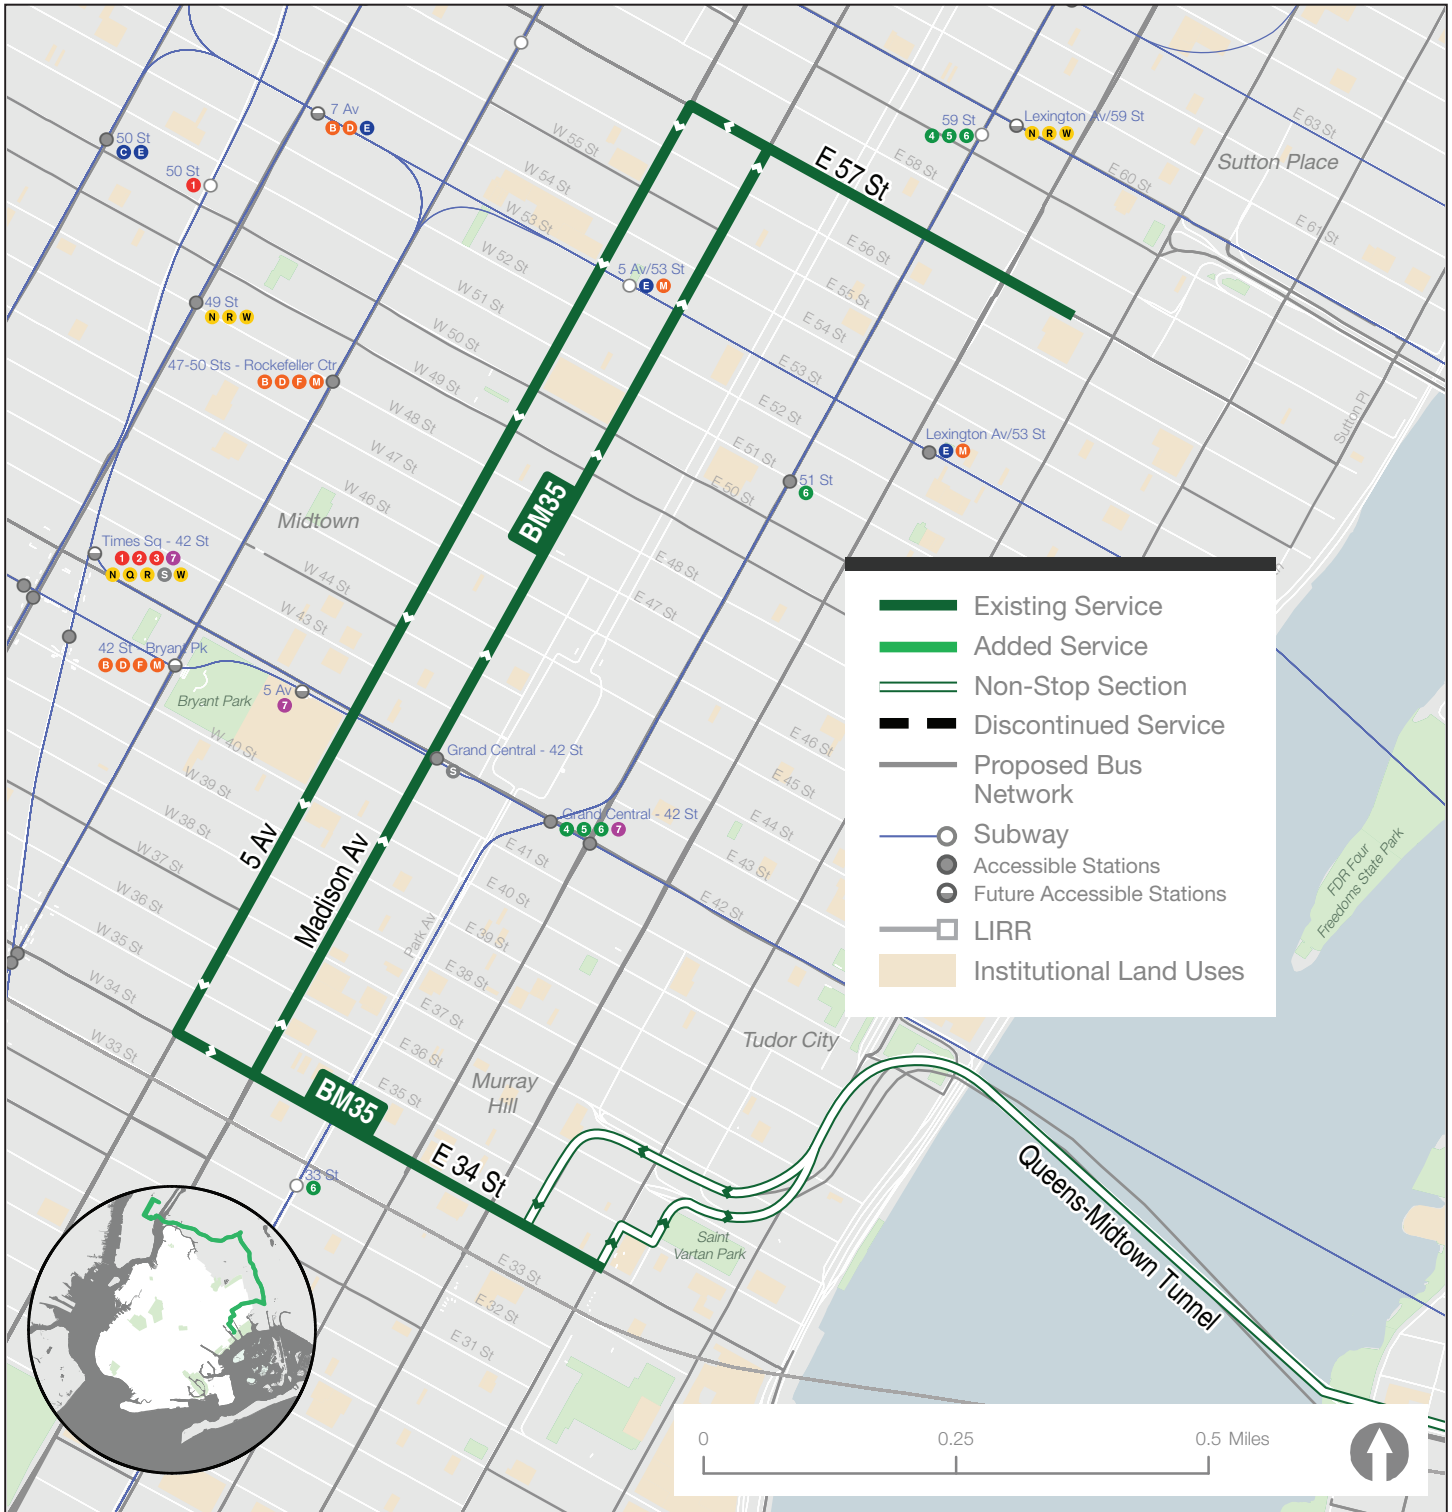 7 Av
B D E
50 St
C E
50 St
1
59 St
4 5 6
Lexington Av/59 St
N R W
E 63 St
Sutton Place
W 55 St
W 54 St
W 53 St
W 52 St
W 51 St
W 50 St
W 49 St
W 48 St
W 47 St
W 46 St
W 44 St
W 43 St
E 57 St
E 58 St
E 60 St
E 61 St
E 56 St
E 55 St
E 54 St
E 53 St
E 52 St
E 51 St
E 50 St
E 48 St
E 47 St
5 Av/53 St
E M
49 St
N R W
47-50 Sts - Rockefeller Ctr
B D F M
Sutton Pl
Lexington Av/53 St
E M
51 St
6
BM35
Midtown
Times Sq - 42 St
1 2 3 7
N Q R S W
42 St - Bryant Pk
B D F M
Bryant Park
5 Av
7
Grand Central - 42 St
S
Grand Central - 42 St
4 5 6 7
W 40 St
W 39 St
W 38 St
W 37 St
W 36 St
W 35 St
W 34 St
W 33 St
5 Av
Madison Av
Park Av
E 46 St
E 45 St
E 44 St
E 43 St
E 42 St
E 41 St
E 40 St
E 39 St
E 38 St
E 37 St
E 36 St
E 35 St
Existing Service
Added Service
Non-Stop Section
Discontinued Service
Proposed Bus
Network
Subway
Accessible Stations
Future Accessible Stations
LIRR
Institutional Land Uses
FDR Four
Freedoms State Park
Tudor City
Murray
Hill
BM35
E 34 St
33 St
6
Saint
Vartan Park
Queens-Midtown Tunnel
E 33 St
E 32 St
E 31 St
0
0.25
0.5 Miles